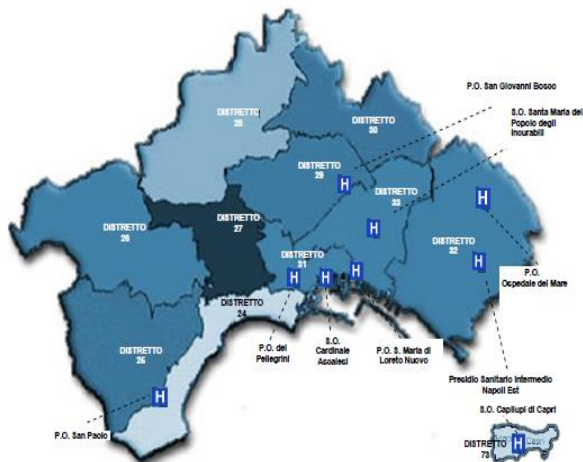 P.O. San Giovanni Bosco
S.O. Santa Maria del
Popolo degli
Incurabili
DISTRETTO
28
DISTRETTO
30
DISTRETTO
29
H
DISTRETTO
33
H
H
DISTRETTO
26
DISTRETTO
27
DISTRETTO
31
H
H
H
DISTRETTO
32
H
P.O.
Ospedale del Mare
DISTRETTO
24
DISTRETTO
25
P.O. dei
Pellegrini
S.O.
Cardinale
Ascalesi
P.O. S. Maria di
Loreto Nuovo
Presidio Sanitario Intermedio
Napoli Est
H
P.O. San Paolo
S.O. Capilupi di Capri
DISTRETTO
73
H
Capri